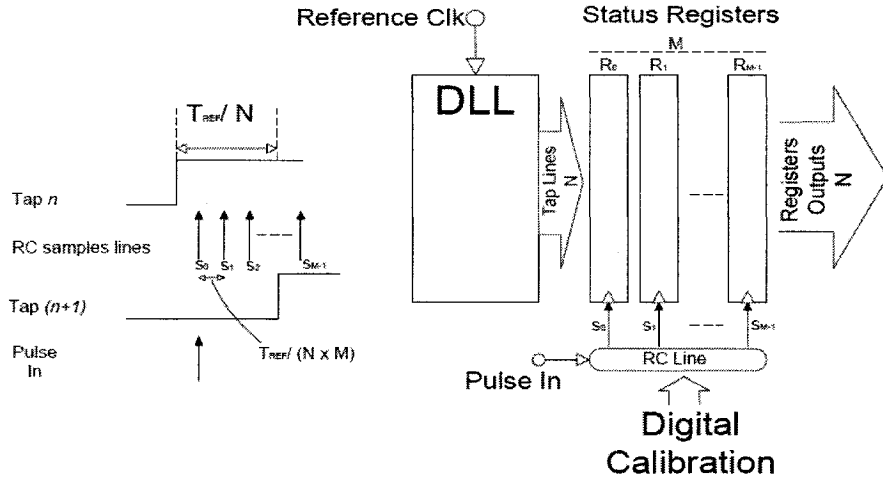 Reference Clk
Status Registers
M
R0
R1
RM-1
DLL
TREF/ N
Tap Lines
N
Registers
Outputs
N
Tap n
RC samples lines
S0
S1
S2
SM-1
Tap (n+1)
TREF/ (N x M)
Pulse
In
S0
S1
SM-1
RC Line
Pulse In
Digital
Calibration